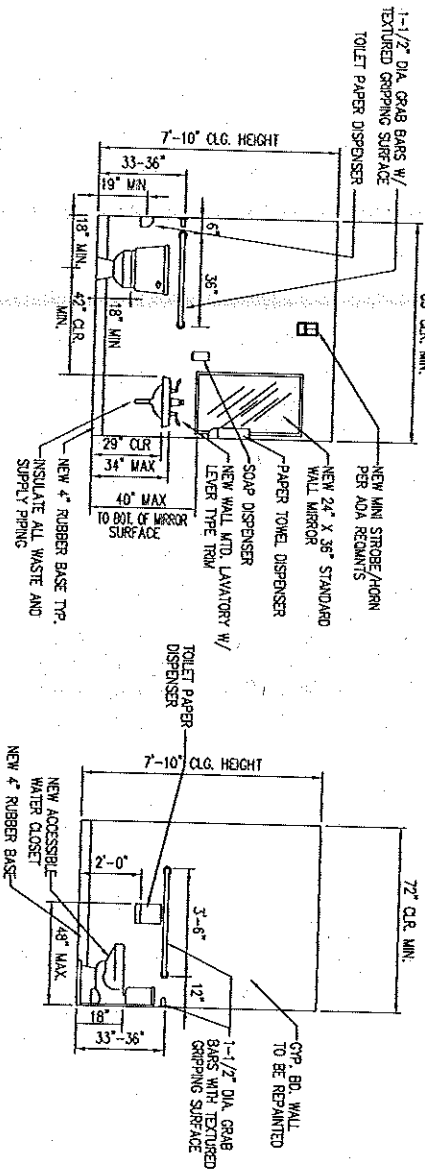 1-1/2" DIA. GRAB BARS W/
TEXTURED GRIPPING SURFACE
TOILET PAPER DISPENSER
7'-10" CLG. HEIGHT
33-36"
19" MIN
18" MIN.
42" CLR.
MIN.
18" MIN
6"
36"
CLR. MIN.
NEW MINI STROBE/HORN
PER ADA REQMNTS
NEW 24" X 36" STANDARD
WALL MIRROR
PAPER TOWEL DISPENSER
SOAP DISPENSER
NEW WALL MTD. LAVATORY W/
LEVER TYPE TRIM
29" CLR
34" MAX
40" MAX
TO BOT. OF MIRROR
SURFACE
NEW 4" RUBBER BASE TYP.
INSULATE ALL WASTE AND
SUPPLY PIPING
TOILET PAPER
DISPENSER
7'-10" CLG. HEIGHT
72" CLR. MIN.
2'-0"
3'-6"
12"
48" MAX.
18"
33"-36"
NEW ACCESSIBLE
WATER CLOSET
NEW 4" RUBBER BASE
GYP. BD. WALL
TO BE REPAINTED
1-1/2" DIA. GRAB
BARS WITH TEXTURED
GRIPPING SURFACE